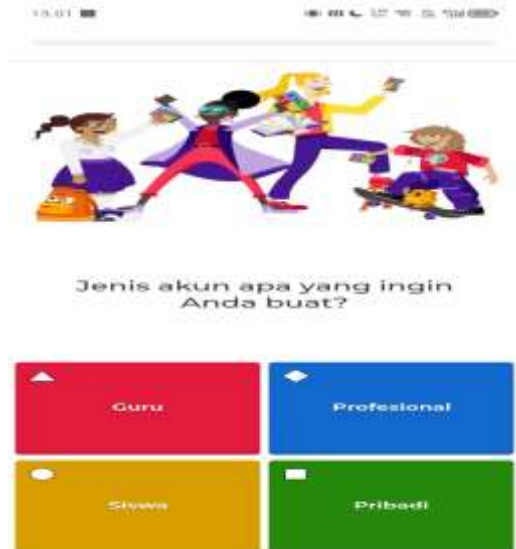 Jenis akun apa yang ingin
Anda buat?
Guru
Profesional
Siswa
Pribadi